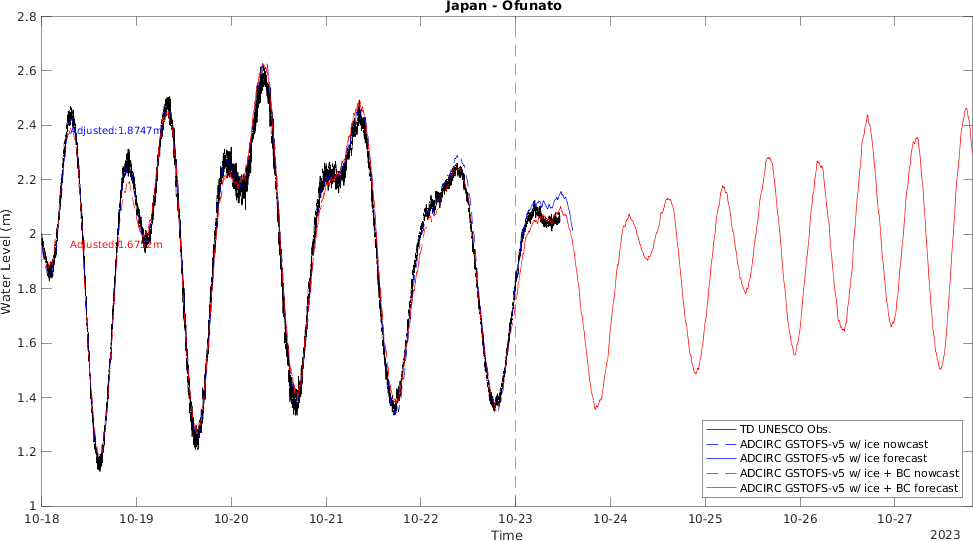 Japan - Ofunato
Water Level (m)
2.8
2.6
2.4
2.2
2
1.8
1.6
1.4
1.2
1
Adjusted:1.8747m
Adjusted:1.6752m
TD UNESCO Obs.
ADCIRC GSTOFS-v5 w/ ice nowcast
ADCIRC GSTOFS-v5 w/ ice forecast
ADCIRC GSTOFS-v5 w/ ice + BC nowcast
ADCIRC GSTOFS-v5 w/ ice + BC forecast
10-18 10-19 10-20 10-21 10-22 10-23 10-24 10-25 10-26 10-27
Time
2023